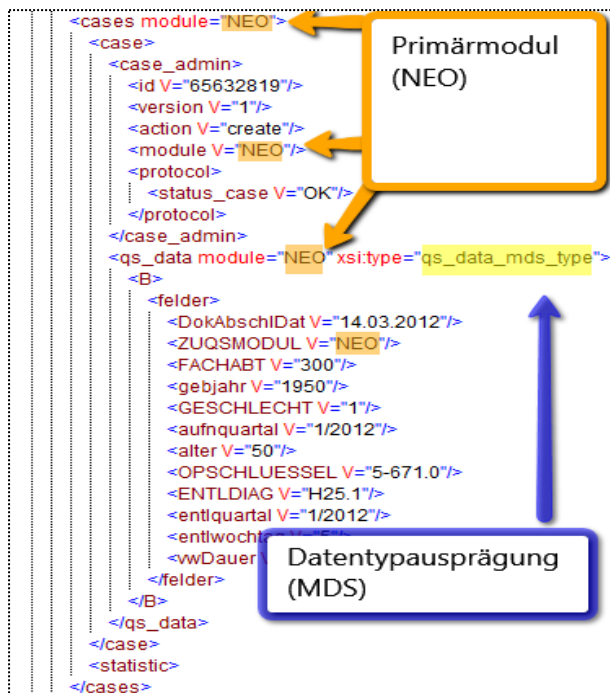 <cases module="NEO">
<case>
<case_admin>
<id V="65632819"/>
<version V="1"/>
<action V="create"/>
<module V="NEO"/>
<protocol>
<status_case V="OK"/>
</protocol>
</case_admin>
<qs_data module="NEO" xsi:type="qs_data_mds_type">
<B>
<felder>
<DokAbschlDat V="14.03.2012"/>
<ZUQSMODUL V="NEO"/>
<FACHABT V="300"/>
<gebjahr V="1950"/>
<GESCHLECHT V="1"/>
<aufnquartal V="1/2012"/>
<alter V="50"/>
<OPSCHLUESSEL V="5-671.0"/>
<ENTLDIAG V="H25.1"/>
<entlquartal V="1/2012"/>
<entlwochtag
<vwDauer
</felder>
</B>
</qs_data>
</case>
<statistic>
</cases>
Primärmodul
(NEO)
Datentypausprägung
(MDS)